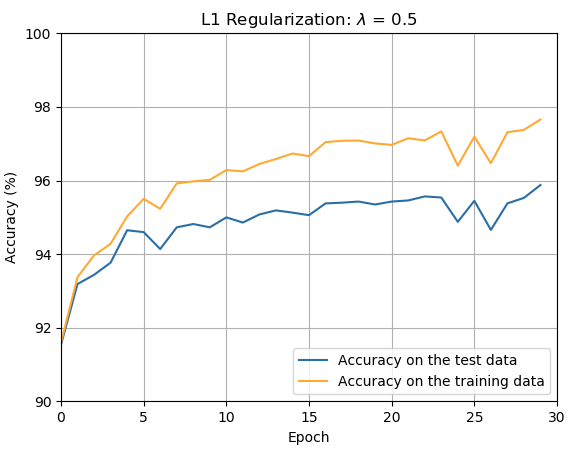 L1 Regularization: λ = 0.5
100
98
96
94
92
90
Accuracy (%)
0 5 10 15 20 25 30
Epoch
Accuracy on the test data
Accuracy on the training data